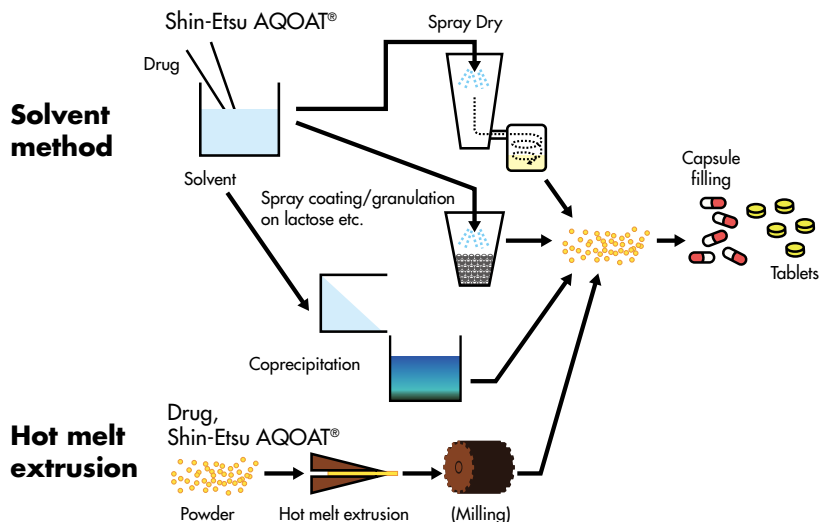 Shin-Etsu AQOAT®
Drug
Spray Dry
Solvent
method
Solvent
Spray coating/granulation
on lactose etc.
Capsule
filling
Tablets
Coprecipitation
Hot melt
extrusion
Drug,
Shin-Etsu AQOAT®
Powder
Hot melt extrusion
(Milling)